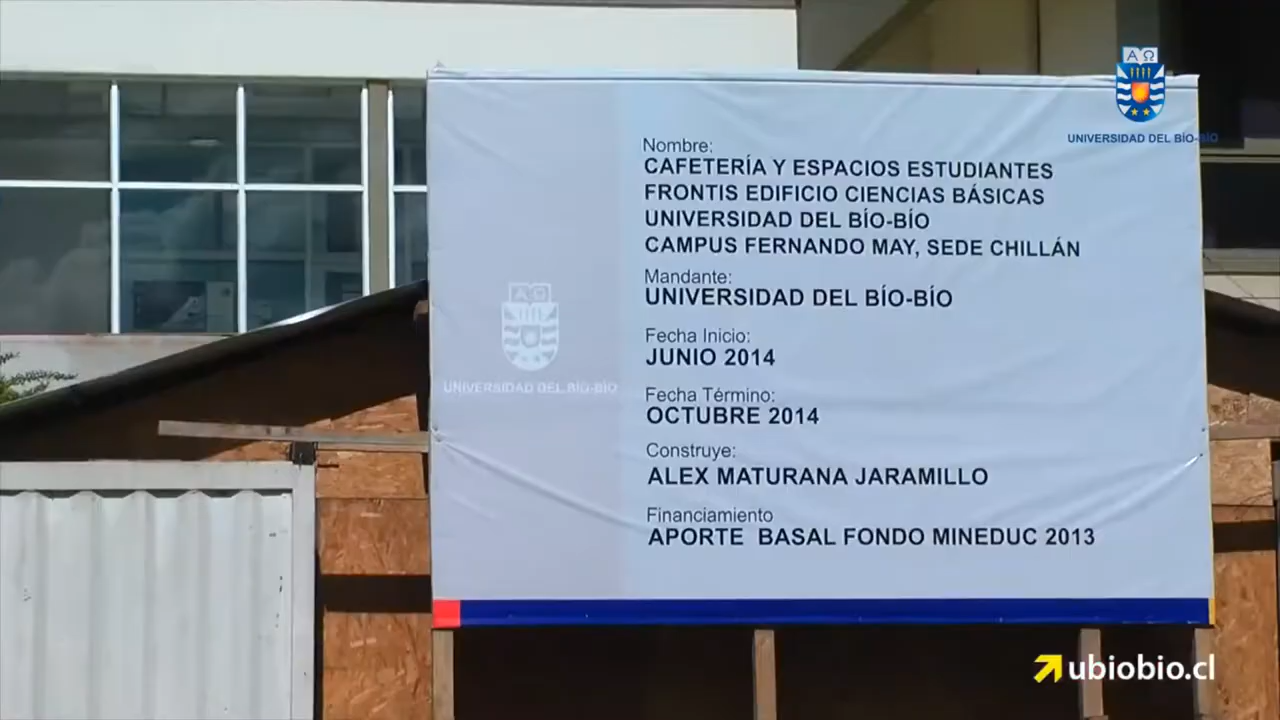 ΑΩ
UNIVERSIDAD DEL BÍO-BÍO
Nombre:
CAFETERÍA Y ESPACIOS ESTUDIANTES
FRONTIS EDIFICIO CIENCIAS BÁSICAS
UNIVERSIDAD DEL BÍO-BÍO
CAMPUS FERNANDO MAY, SEDE CHILLÁN
Mandante:
UNIVERSIDAD DEL BÍO-BÍO
Fecha Inicio:
JUNIO 2014
Fecha Término:
OCTUBRE 2014
Construye:
ALEX MATURANA JARAMILLO
Financiamiento
APORTE BASAL FONDO MINEDUC 2013
ΑΩ
UNIVERSIDAD DEL BÍO-BÍO
ubiobio.cl